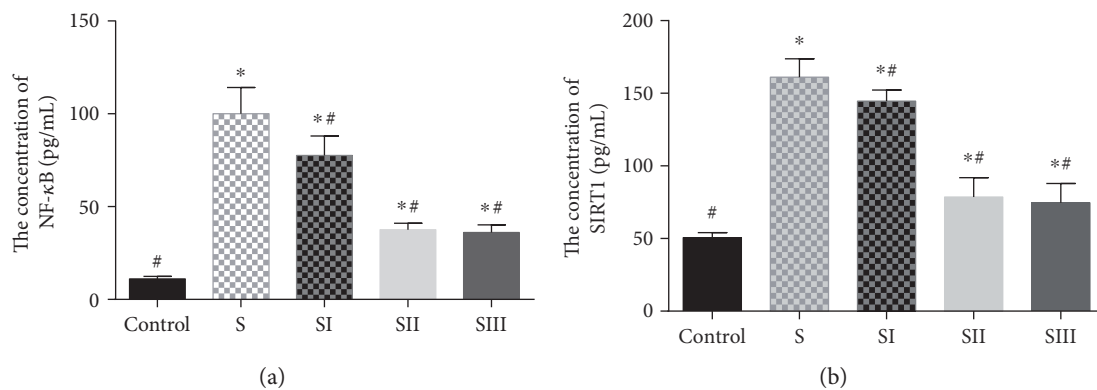 The concentration of
NF-κB (pg/mL)
150
100
50
0
#
*
*#
*#
*#
Control
S
SI
SII
SIII
(a)
The concentration of
SIRT1 (pg/mL)
200
150
100
50
0
#
*
*#
*#
*#
Control
S
SI
SII
SIII
(b)